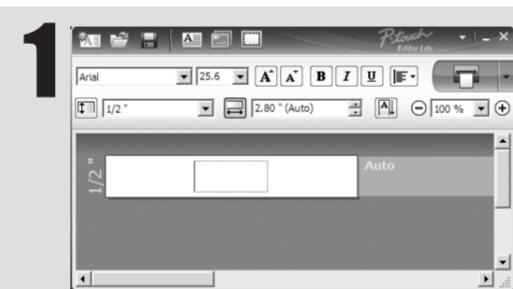 1
P-touch
Editor Lite
Arial
25.6
A A B I U
1/2 "
2.80 " (Auto)
A
100 %
1/2 "
Auto